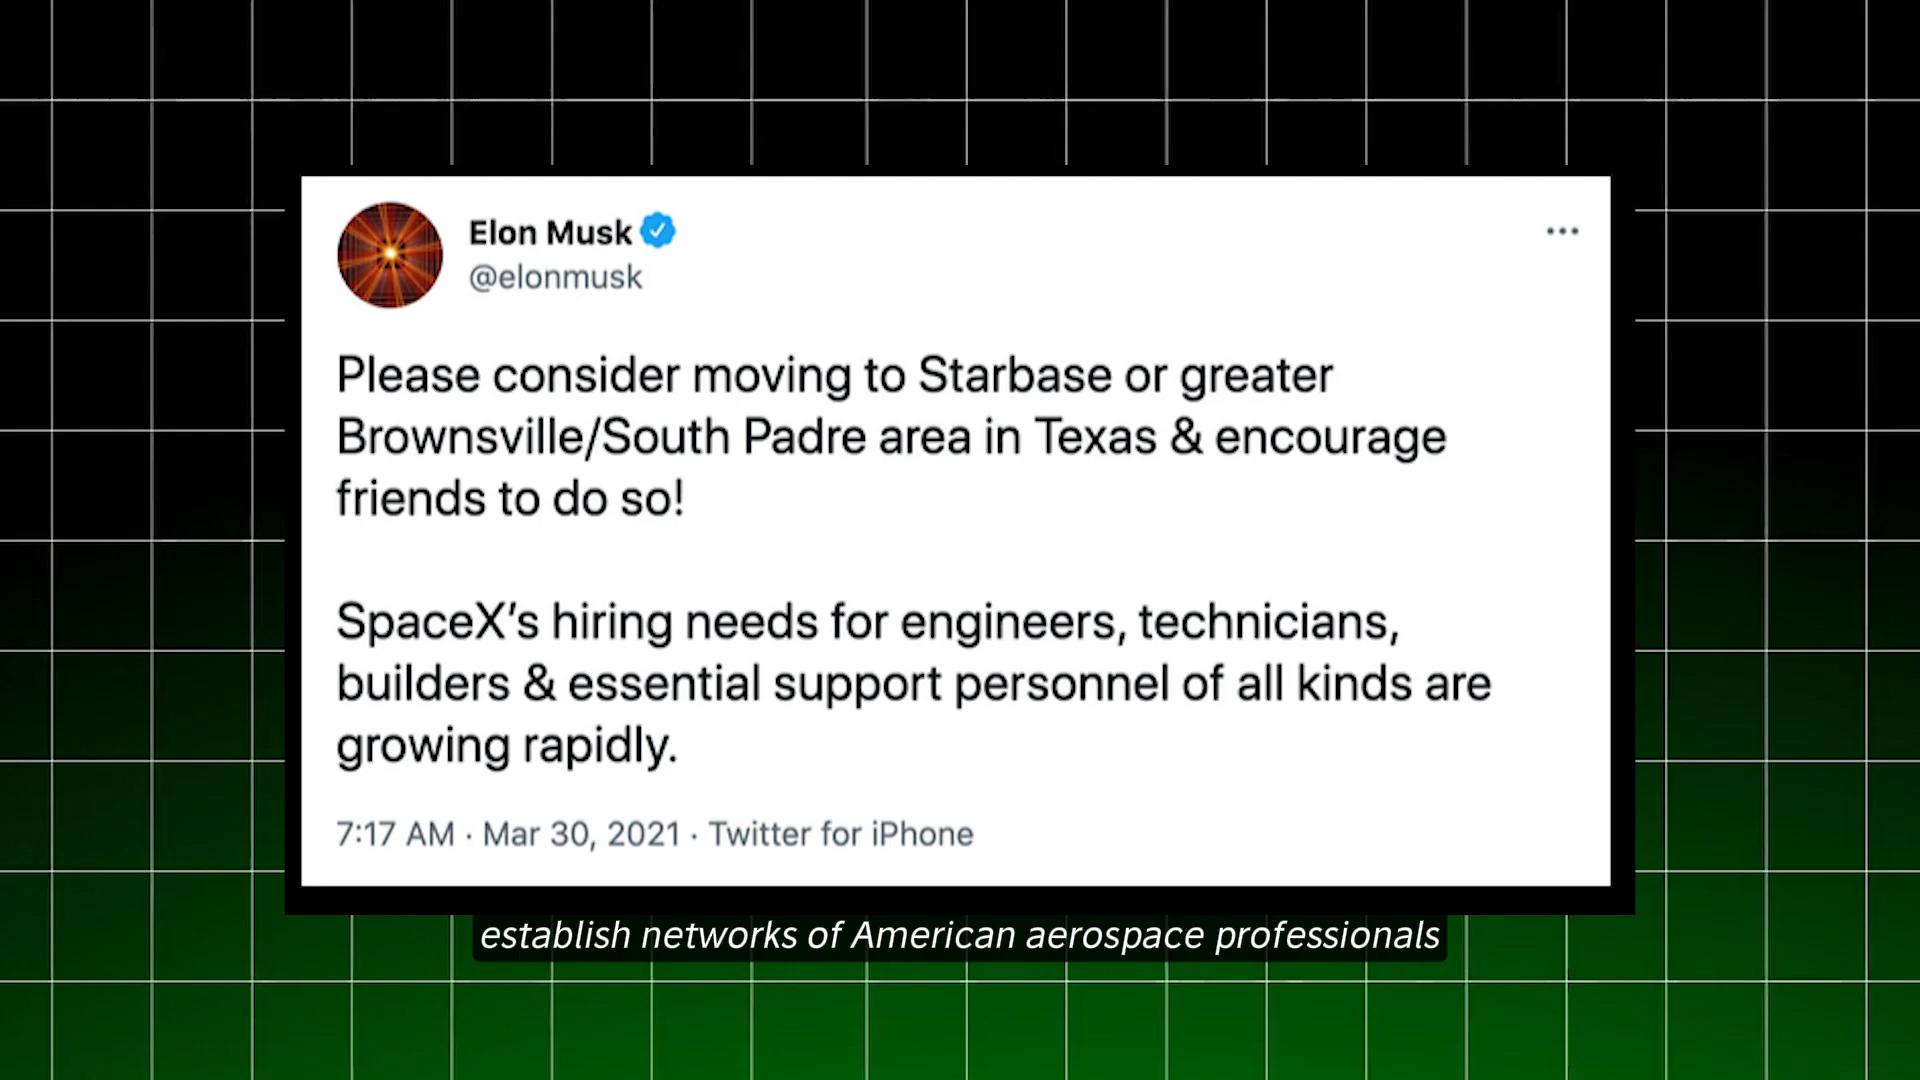 Elon Musk
@elonmusk
Please consider moving to Starbase or greater
Brownsville/South Padre area in Texas & encourage
friends to do so!
SpaceX’s hiring needs for engineers, technicians,
builders & essential support personnel of all kinds are
growing rapidly.
7:17 AM · Mar 30, 2021 · Twitter for iPhone
establish networks of American aerospace professionals